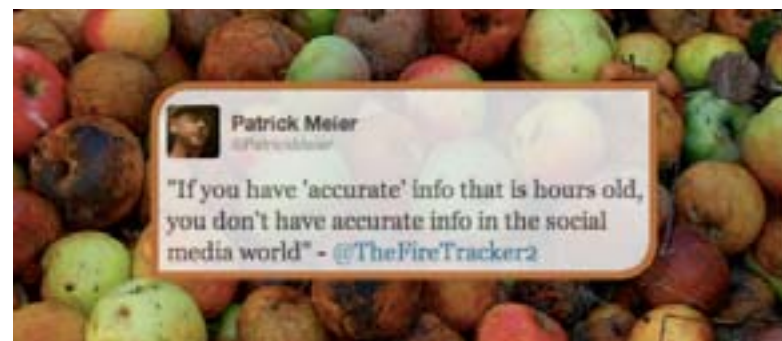 Patrick Meier
@PatrickMeier
"If you have 'accurate' info that is hours old,
you don't have accurate info in the social
media world" - @TheFireTracker2